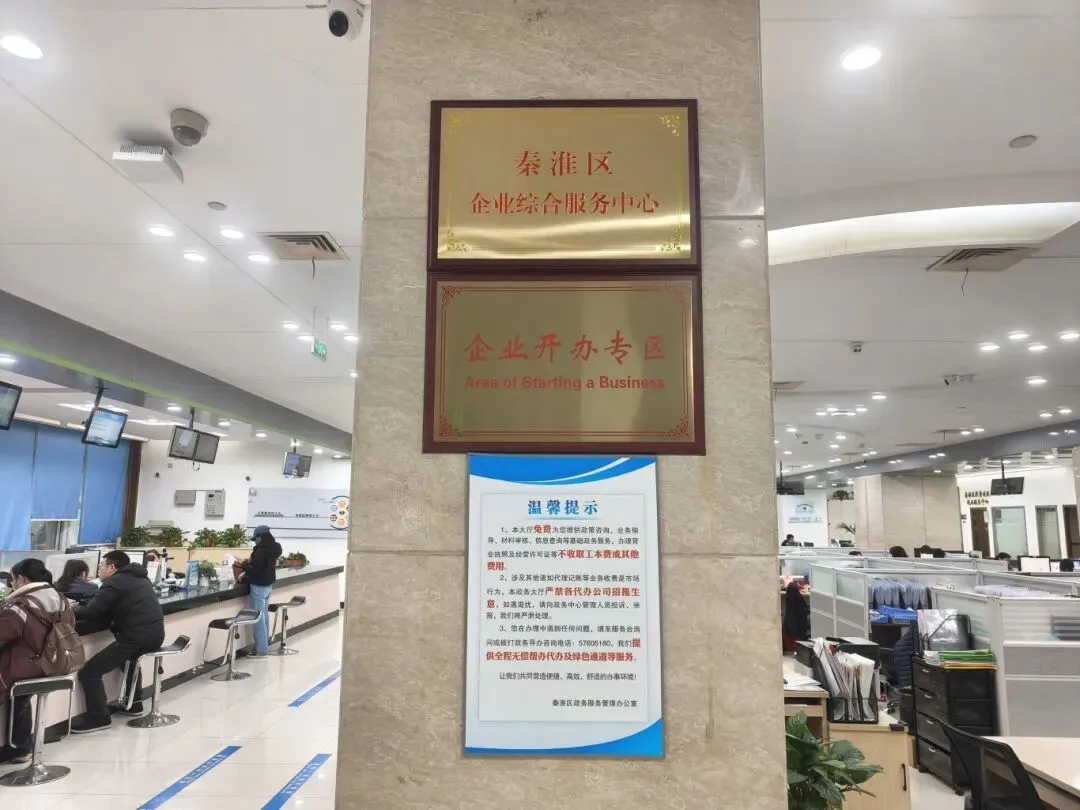 秦淮区
企业综合服务中心
企业开办专区
Area of Starting a Business
温馨提示
1、本大厅免费为您提供政策咨询、业务指
导、材料审核、信息查询等基础政务服务，办理营
业执照及经营许可证等不收取工本费或其他
费用。
2、涉及其他诸如代理记账等业务收费是市场
行为，本政务大厅严禁各代办公司招揽生
意，如遇混扰，请向政务中心管理人员投诉、举
报，我们将严肃处理。
3、您在办理中遇到任何问题，请至服务台询
问或拨打政务导办咨询电话：57606180。我们提
供全程无偿帮办代办及绿色通道等服务。
让我们共同营造便捷、高效、舒适的办事环境！
秦淮区政务服务管理办公室